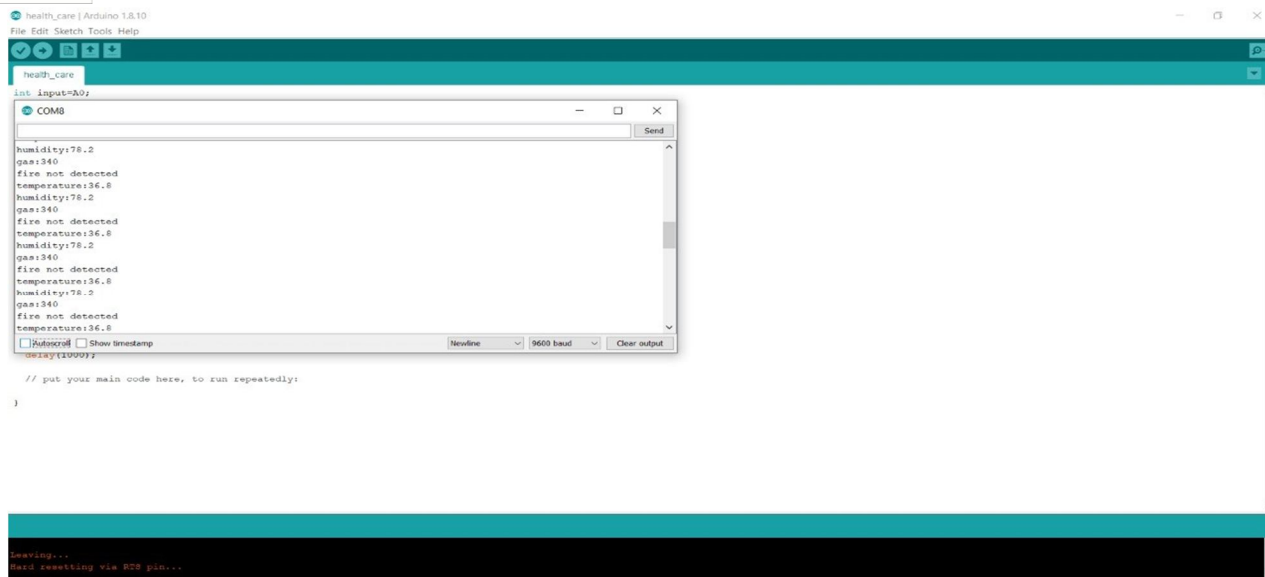 health_care | Arduino 1.8.10
File Edit Sketch Tools Help
health_care
int input=A0;
COM8
Send
humidity:78.2
gas:340
fire not detected
temperature:36.8
humidity:78.2
gas:340
fire not detected
temperature:36.8
humidity:78.2
gas:340
fire not detected
temperature:36.8
humidity:78.2
gas:340
fire not detected
temperature:36.8
Autoscroll Show timestamp Newline 9600 baud Clear output
delay(1000);
// put your main code here, to run repeatedly:
}
Leaving...
Hard resetting via RTS pin...